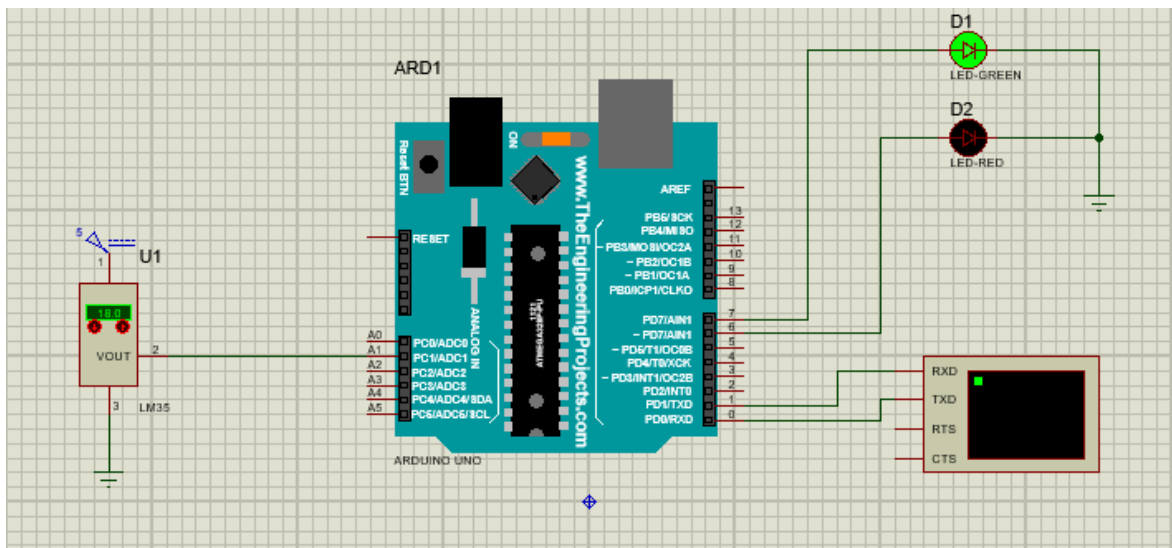 D1
LED-GREEN
D2
LED-RED
ARD1
ON
Reset BTN
www.TheEngineeringProjects.com
AREF
PB5/SCK 13
PB4/MISO 12
~PB3/MOSI/OC2A 11
~ PB2/OC1B 10
~ PB1/OC1A 9
PB0/ICP1/CLKO 8
RESET
ANALOG IN
ATMEGA328P-PU
1121
PD7/AIN1 7
~ PD7/AIN1 6
~ PD5/T1/OC0B 5
PD4/T0/XCK 4
~ PD3/INT1/OC2B 3
PD2/INT0 2
PD1/TXD 1
PD0/RXD 0
A0 PC0/ADC0
A1 PC1/ADC1
A2 PC2/ADC2
A3 PC3/ADC3
A4 PC4/ADC4/SDA
A5 PC5/ADC5/SCL
ARDUINO UNO
5
U1
1
18.0
VOUT 2
3
LM35
RXD
TXD
RTS
CTS